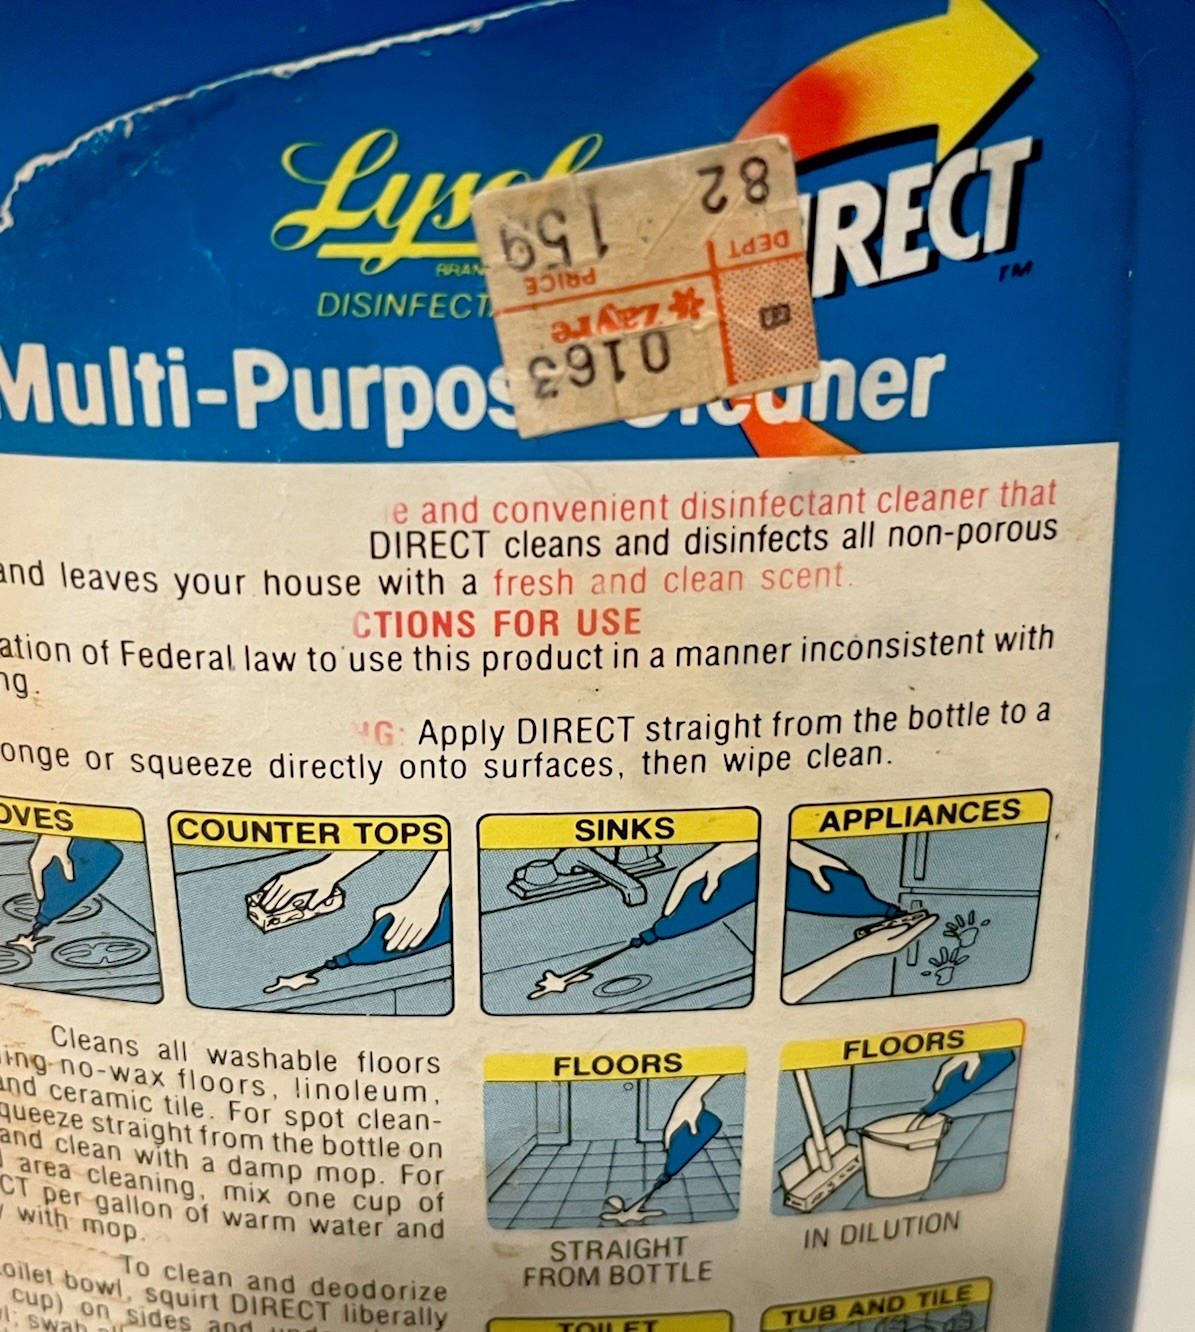 Lysol
DIRECT
TM
BRAN
DISINFECT
Multi-Purpose Cleaner
82
DEPT
159
PRICE
Zayre
0163
e and convenient disinfectant cleaner that
DIRECT cleans and disinfects all non-porous
and leaves your house with a fresh and clean scent.
CTIONS FOR USE
ation of Federal law to use this product in a manner inconsistent with
ng.
NG: Apply DIRECT straight from the bottle to a
onge or squeeze directly onto surfaces, then wipe clean.
OVES
COUNTER TOPS
SINKS
APPLIANCES
Cleans all washable floors
ing no-wax floors, linoleum,
and ceramic tile. For spot clean-
queeze straight from the bottle on
and clean with a damp mop. For
area cleaning, mix one cup of
CT per gallon of warm water and
with mop.
To clean and deodorize
oilet bowl, squirt DIRECT liberally
cup) on sides and
swab
FLOORS
STRAIGHT
FROM BOTTLE
FLOORS
IN DILUTION
TOILET
TUB AND TILE